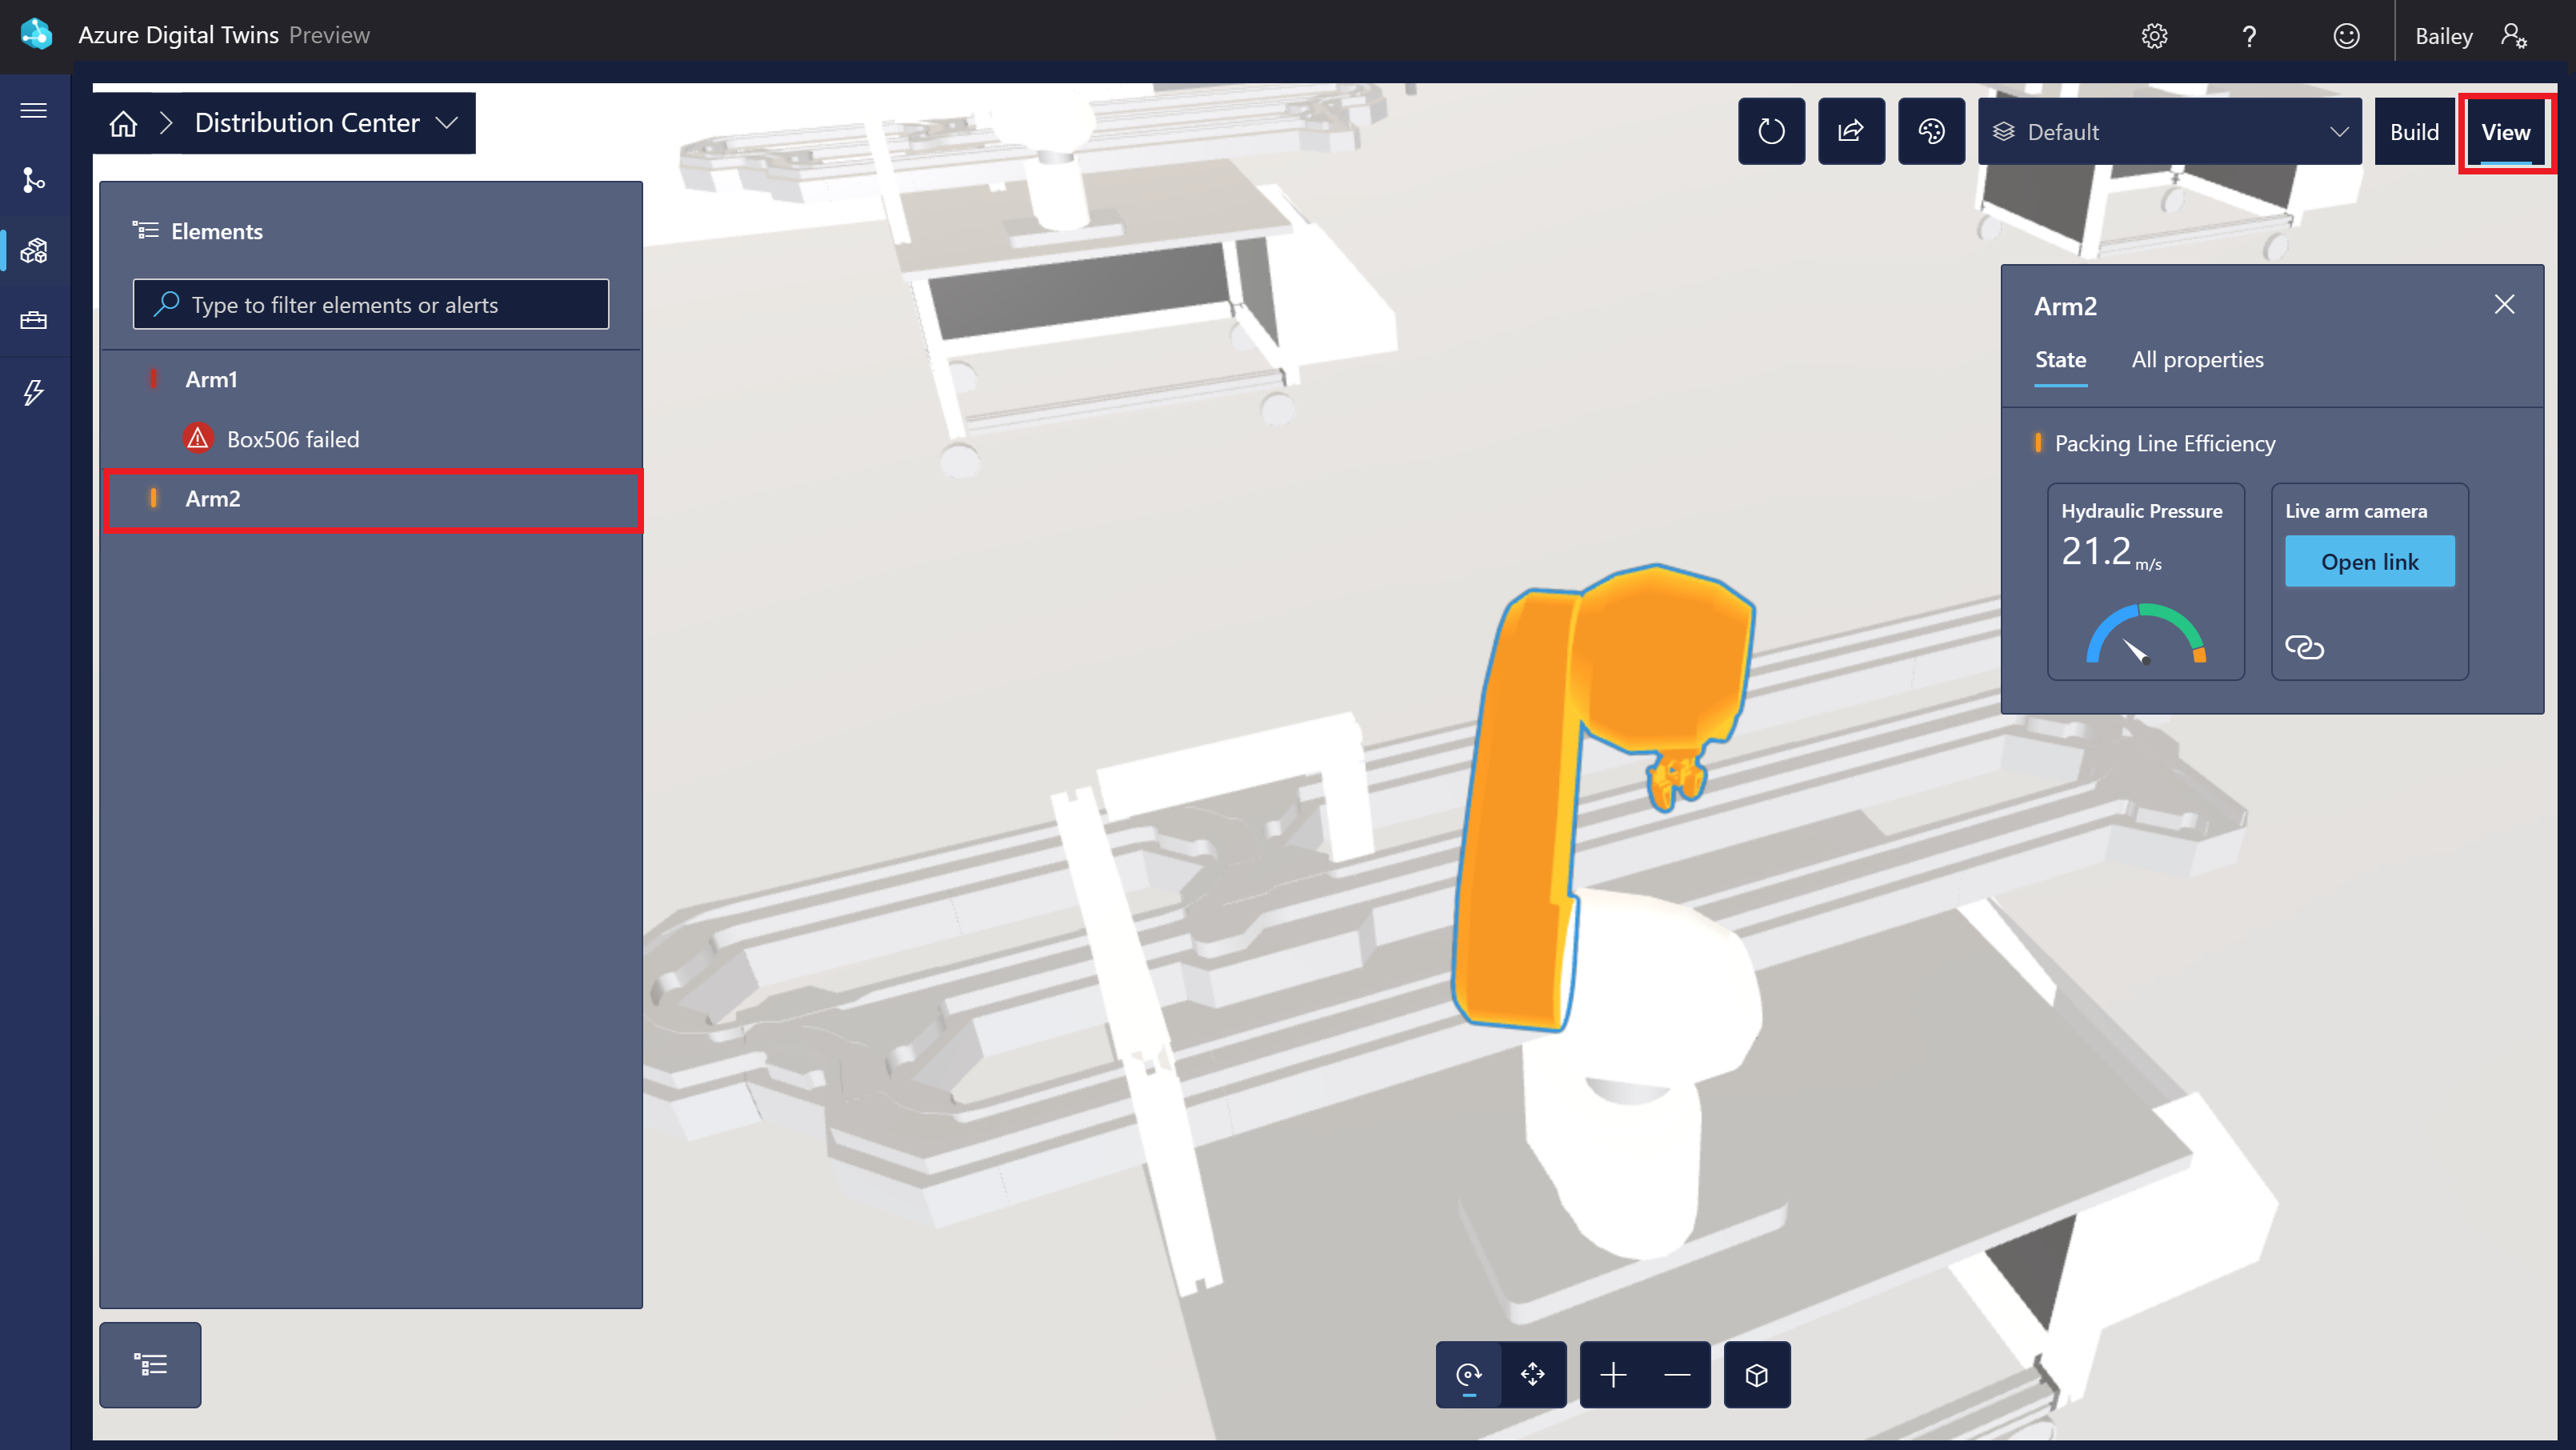 Azure Digital Twins Preview
? Bailey
Distribution Center
Default
Build
View
Elements
Type to filter elements or alerts
Arm1
Box506 failed
Arm2
Arm2
State All properties
Packing Line Efficiency
Hydraulic Pressure
21.2 m/s
Live arm camera
Open link